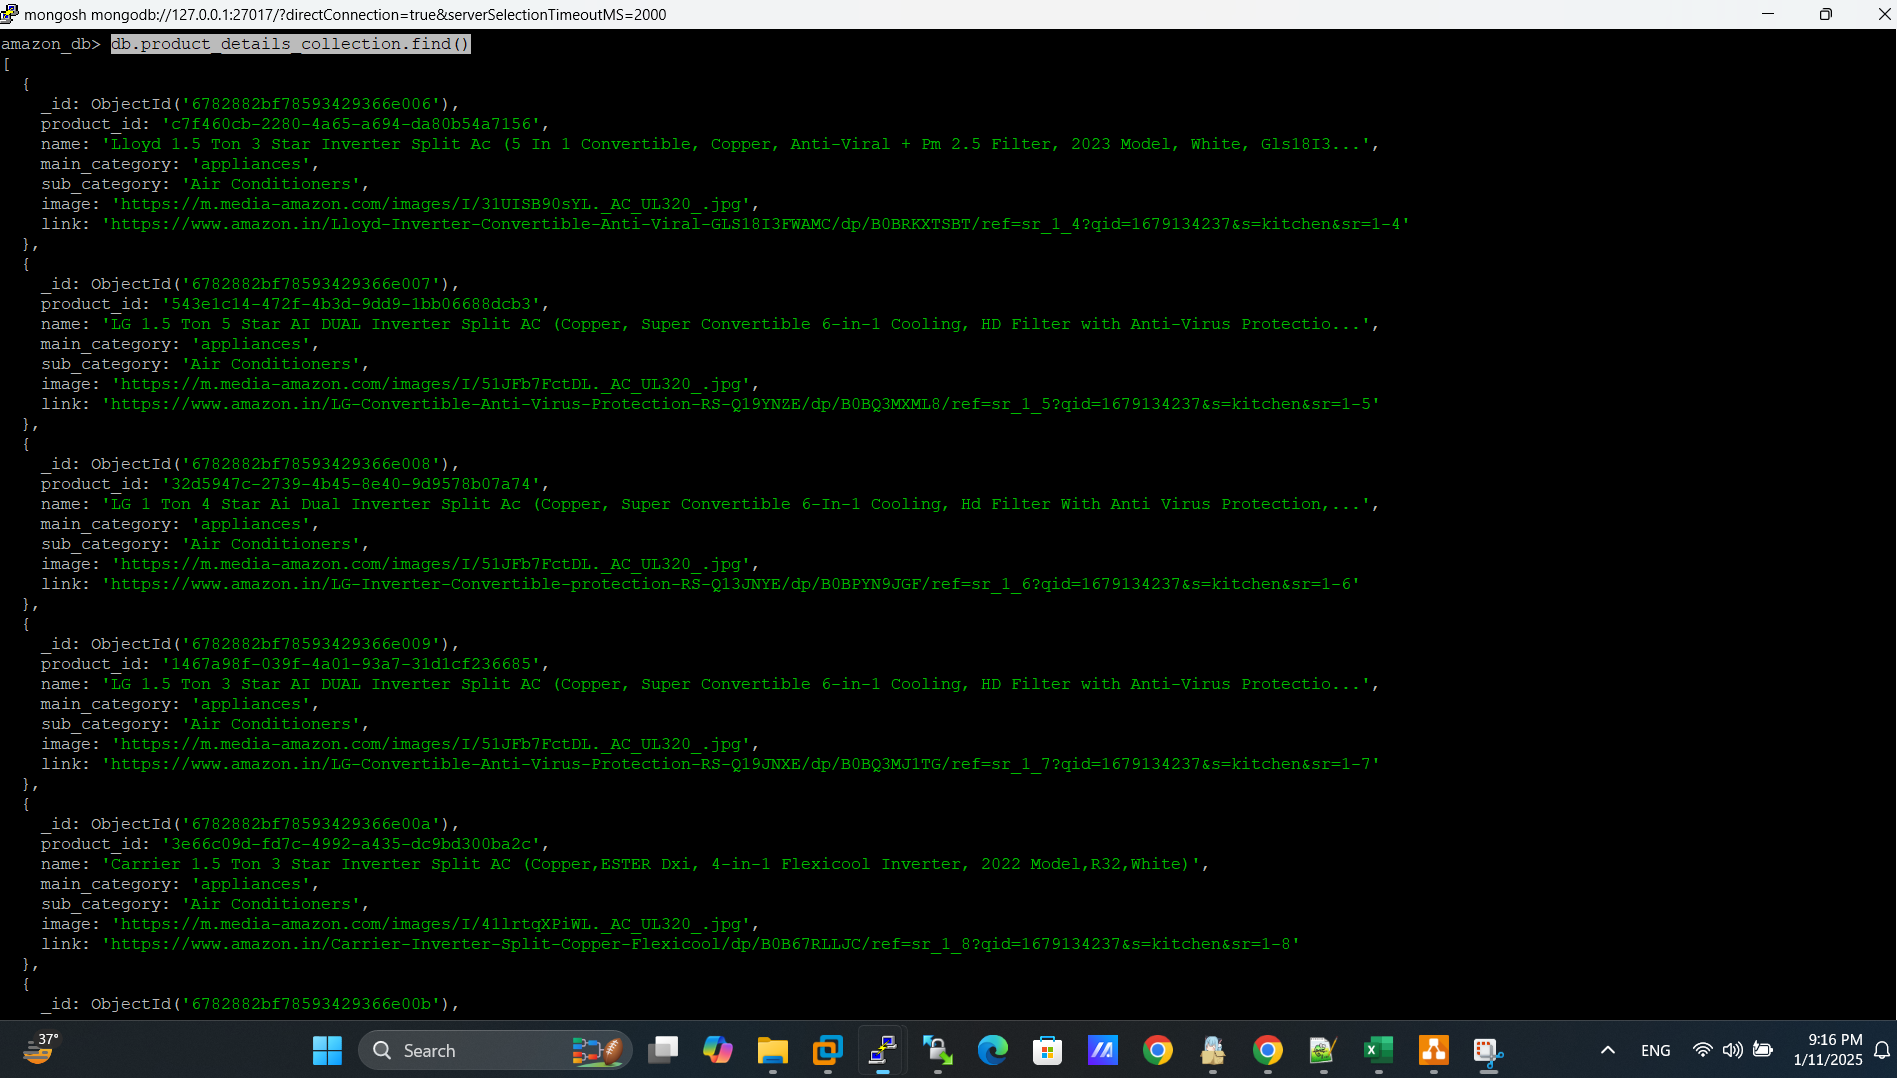 mongosh mongodb://127.0.0.1:27017/?directConnection=true&serverSelectionTimeoutMS=2000
amazon_db> db.product_details_collection.find()
[
  {
    _id: ObjectId('6782882bf78593429366e006'),
    product_id: 'c7f460cb-2280-4a65-a694-da80b54a7156',
    name: 'Lloyd 1.5 Ton 3 Star Inverter Split Ac (5 In 1 Convertible, Copper, Anti-Viral + Pm 2.5 Filter, 2023 Model, White, Gls18I3...',
    main_category: 'appliances',
    sub_category: 'Air Conditioners',
    image: 'https://m.media-amazon.com/images/I/31UISB90sYL._AC_UL320_.jpg',
    link: 'https://www.amazon.in/Lloyd-Inverter-Convertible-Anti-Viral-GLS18I3FWAMC/dp/B0BRKXTSBT/ref=sr_1_4?qid=1679134237&s=kitchen&sr=1-4'
  },
  {
    _id: ObjectId('6782882bf78593429366e007'),
    product_id: '543e1c14-472f-4b3d-9dd9-1bb06688dcb3',
    name: 'LG 1.5 Ton 5 Star AI DUAL Inverter Split AC (Copper, Super Convertible 6-in-1 Cooling, HD Filter with Anti-Virus Protectio...',
    main_category: 'appliances',
    sub_category: 'Air Conditioners',
    image: 'https://m.media-amazon.com/images/I/51JFb7FctDL._AC_UL320_.jpg',
    link: 'https://www.amazon.in/LG-Convertible-Anti-Virus-Protection-RS-Q19YNZE/dp/B0BQ3MXML8/ref=sr_1_5?qid=1679134237&s=kitchen&sr=1-5'
  },
  {
    _id: ObjectId('6782882bf78593429366e008'),
    product_id: '32d5947c-2739-4b45-8e40-9d9578b07a74',
    name: 'LG 1 Ton 4 Star Ai Dual Inverter Split Ac (Copper, Super Convertible 6-In-1 Cooling, Hd Filter With Anti Virus Protection,...',
    main_category: 'appliances',
    sub_category: 'Air Conditioners',
    image: 'https://m.media-amazon.com/images/I/51JFb7FctDL._AC_UL320_.jpg',
    link: 'https://www.amazon.in/LG-Inverter-Convertible-protection-RS-Q13JNYE/dp/B0BPYN9JGF/ref=sr_1_6?qid=1679134237&s=kitchen&sr=1-6'
  },
  {
    _id: ObjectId('6782882bf78593429366e009'),
    product_id: '1467a98f-039f-4a01-93a7-31d1cf236685',
    name: 'LG 1.5 Ton 3 Star AI DUAL Inverter Split AC (Copper, Super Convertible 6-in-1 Cooling, HD Filter with Anti-Virus Protectio...',
    main_category: 'appliances',
    sub_category: 'Air Conditioners',
    image: 'https://m.media-amazon.com/images/I/51JFb7FctDL._AC_UL320_.jpg',
    link: 'https://www.amazon.in/LG-Convertible-Anti-Virus-Protection-RS-Q19JNXE/dp/B0BQ3MJ1TG/ref=sr_1_7?qid=1679134237&s=kitchen&sr=1-7'
  },
  {
    _id: ObjectId('6782882bf78593429366e00a'),
    product_id: '3e66c09d-fd7c-4992-a435-dc9bd300ba2c',
    name: 'Carrier 1.5 Ton 3 Star Inverter Split AC (Copper,ESTER Dxi, 4-in-1 Flexicool Inverter, 2022 Model,R32,White)',
    main_category: 'appliances',
    sub_category: 'Air Conditioners',
    image: 'https://m.media-amazon.com/images/I/41lrtqXPiWL._AC_UL320_.jpg',
    link: 'https://www.amazon.in/Carrier-Inverter-Split-Copper-Flexicool/dp/B0B67RLLJC/ref=sr_1_8?qid=1679134237&s=kitchen&sr=1-8'
  },
  {
    _id: ObjectId('6782882bf78593429366e00b'),
37°
Search
ENG
9:16 PM
1/11/2025